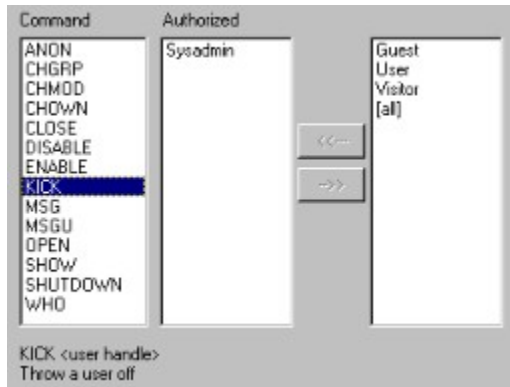 Command Authorized
ANON
CHGRP
CHMOD
CHOWN
CLOSE
DISABLE
ENABLE
KICK
MSG
MSGU
OPEN
SHOW
SHUTDOWN
WHO
Sysadmin
<<---
-->>
Guest
User
Visitor
[all]
KICK <user handle>
Throw a user off